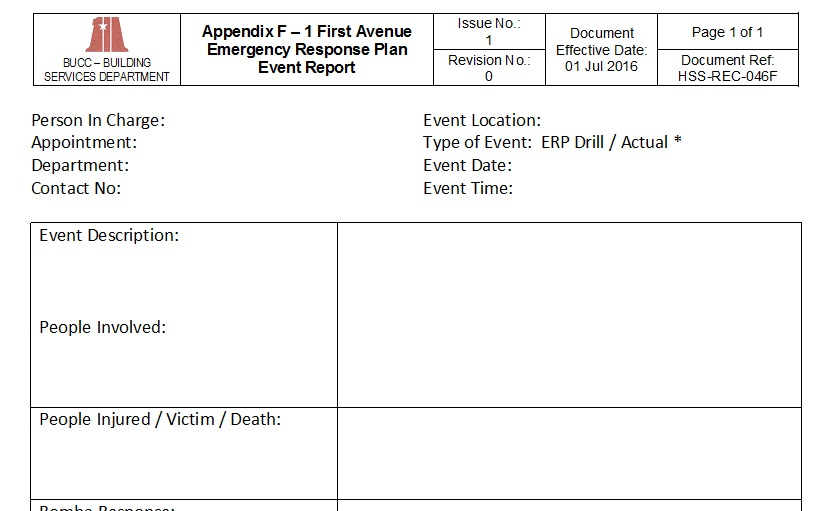 BUCC – BUILDING
SERVICES DEPARTMENT
Appendix F – 1 First Avenue
Emergency Response Plan
Event Report
Issue No.:
1
Revision No.:
0
Document
Effective Date:
01 Jul 2016
Page 1 of 1
Document Ref:
HSS-REC-046F
Person In Charge:
Appointment:
Department:
Contact No:
Event Location:
Type of Event: ERP Drill / Actual *
Event Date:
Event Time:
Event Description:
People Involved:
People Injured / Victim / Death:
Bomba Response: